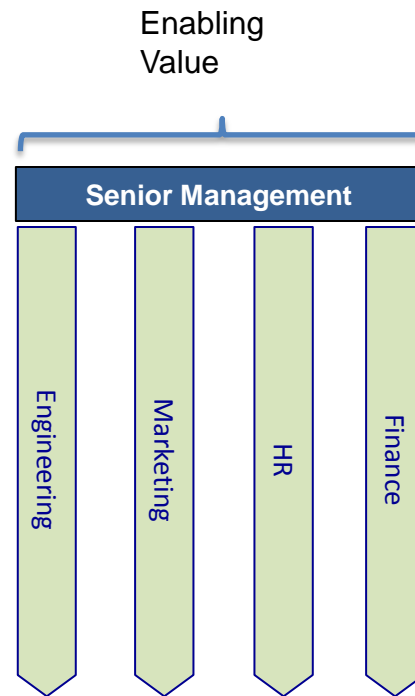 Enabling
Value
Senior Management
Engineering
Marketing
HR
Finance